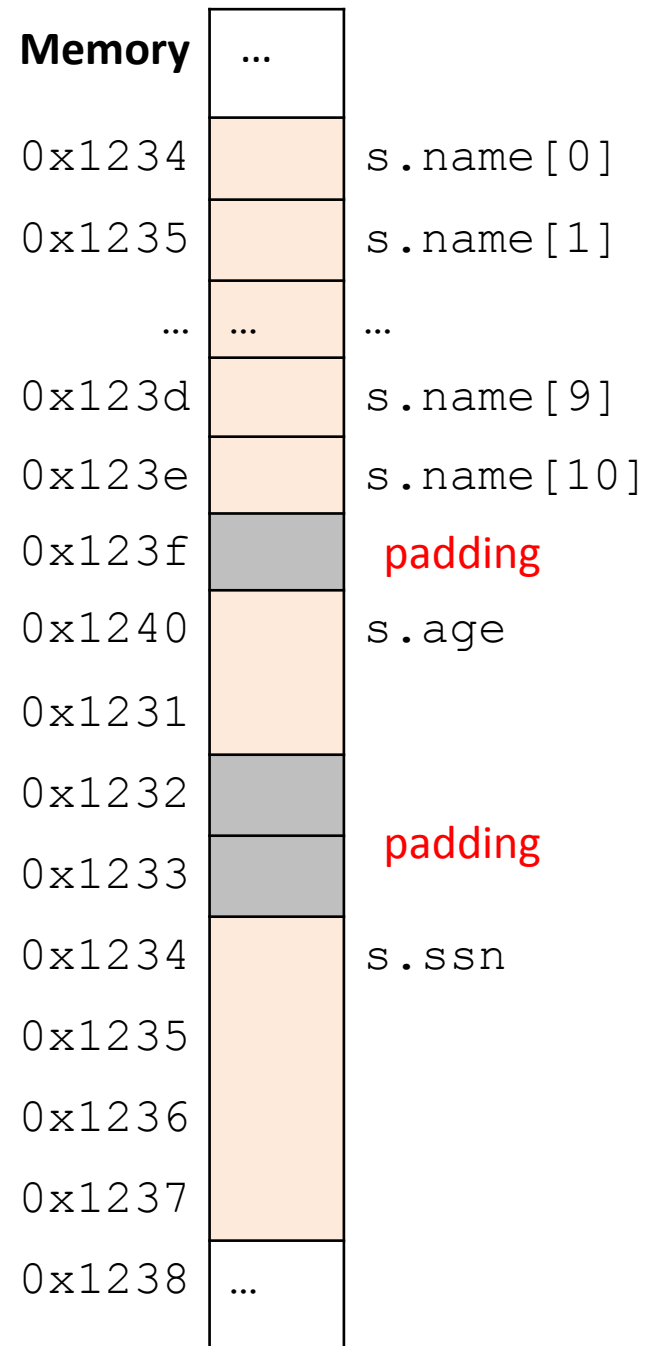 Memory …
0x1234 s.name[0]
0x1235 s.name[1]
… … …
0x123d s.name[9]
0x123e s.name[10]
0x123f padding
0x1240 s.age
0x1231
0x1232
padding
0x1233
0x1234 s.ssn
0x1235
0x1236
0x1237
0x1238 …